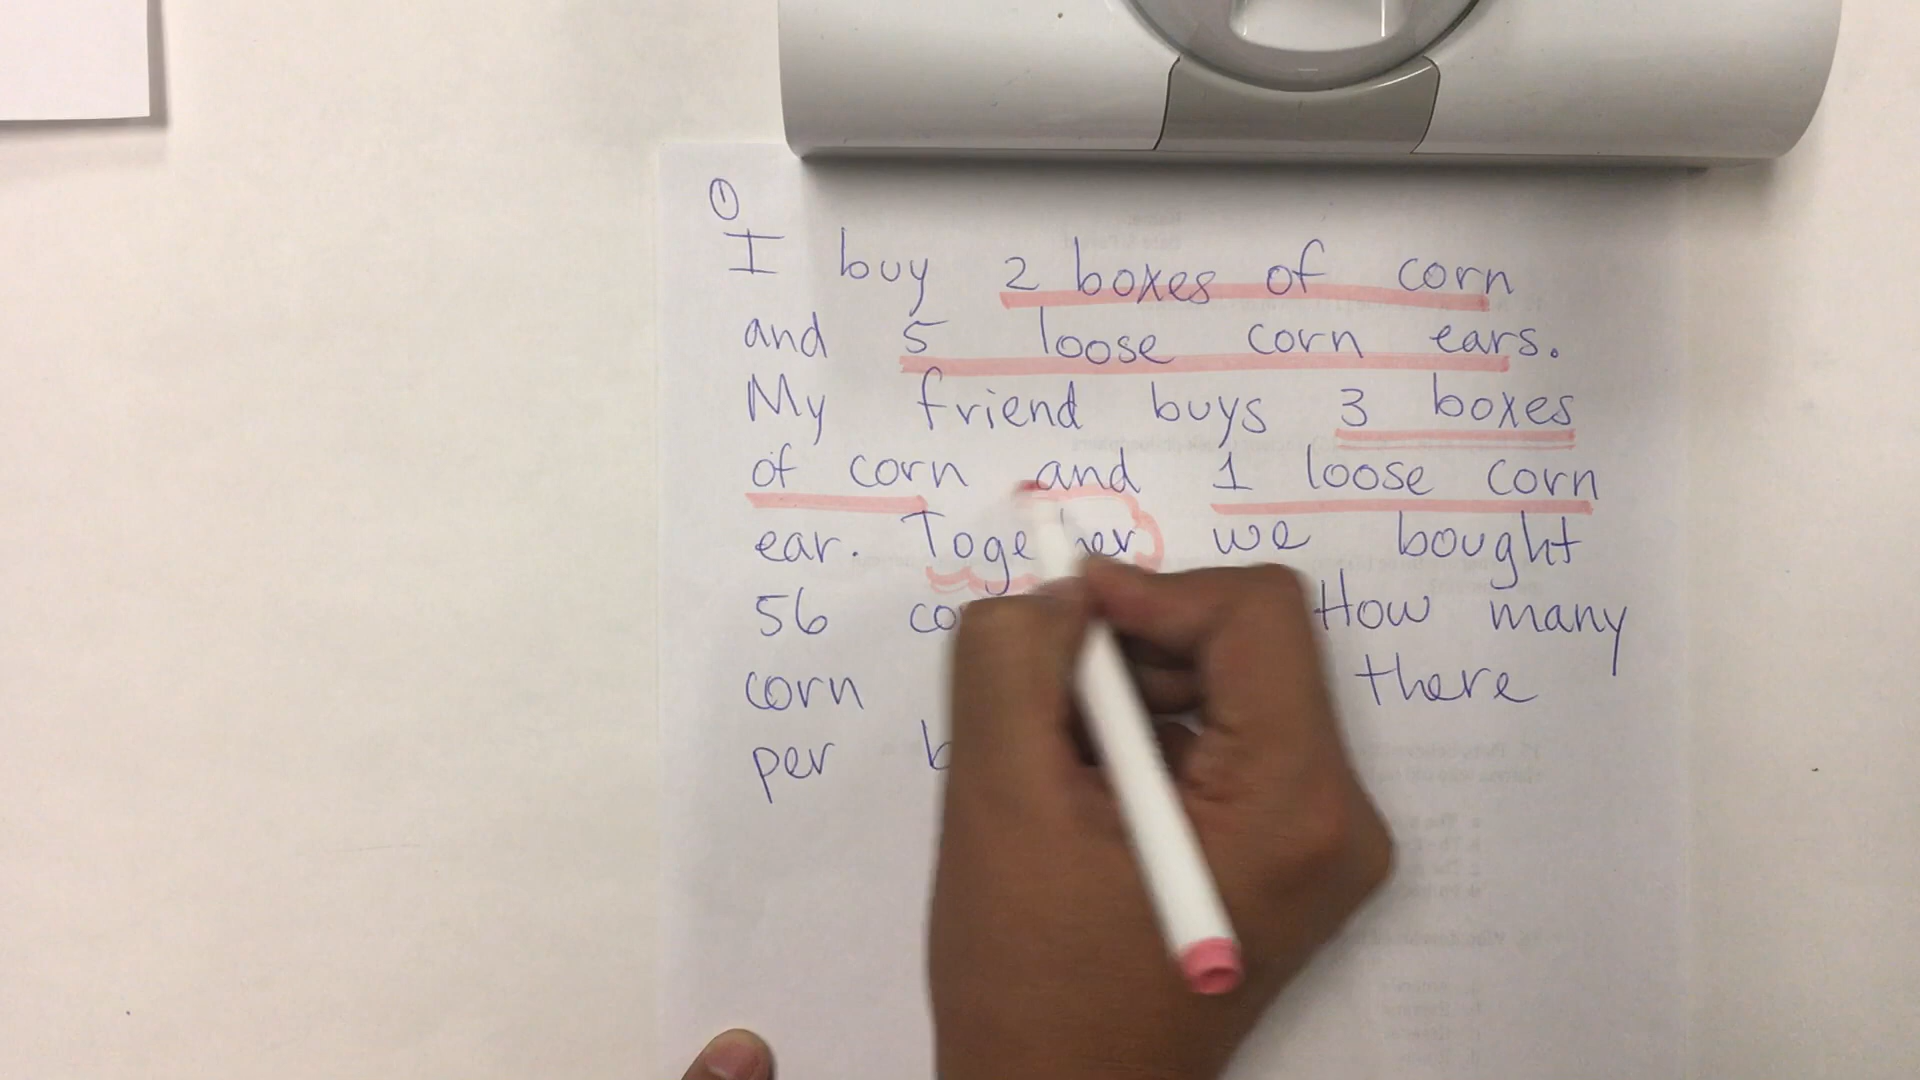 ①
I buy 2 boxes of corn
and 5 loose corn ears.
My friend buys 3 boxes
of corn and 1 loose corn
ear. Together we bought
56 How many
corn there
per